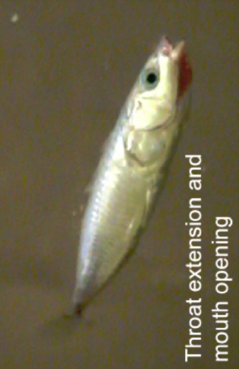 Throat extension and
mouth opening